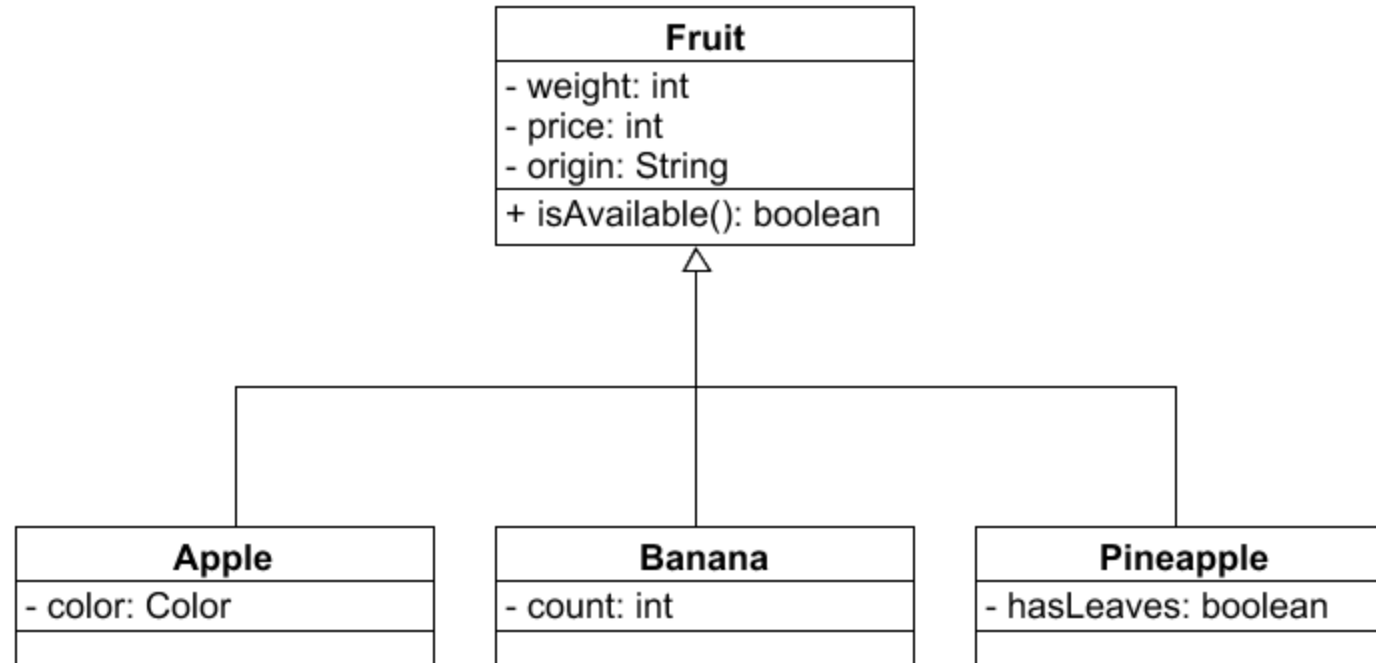 Fruit
- weight: int
- price: int
- origin: String
+ isAvailable(): boolean
Apple
- color: Color
Banana
- count: int
Pineapple
- hasLeaves: boolean